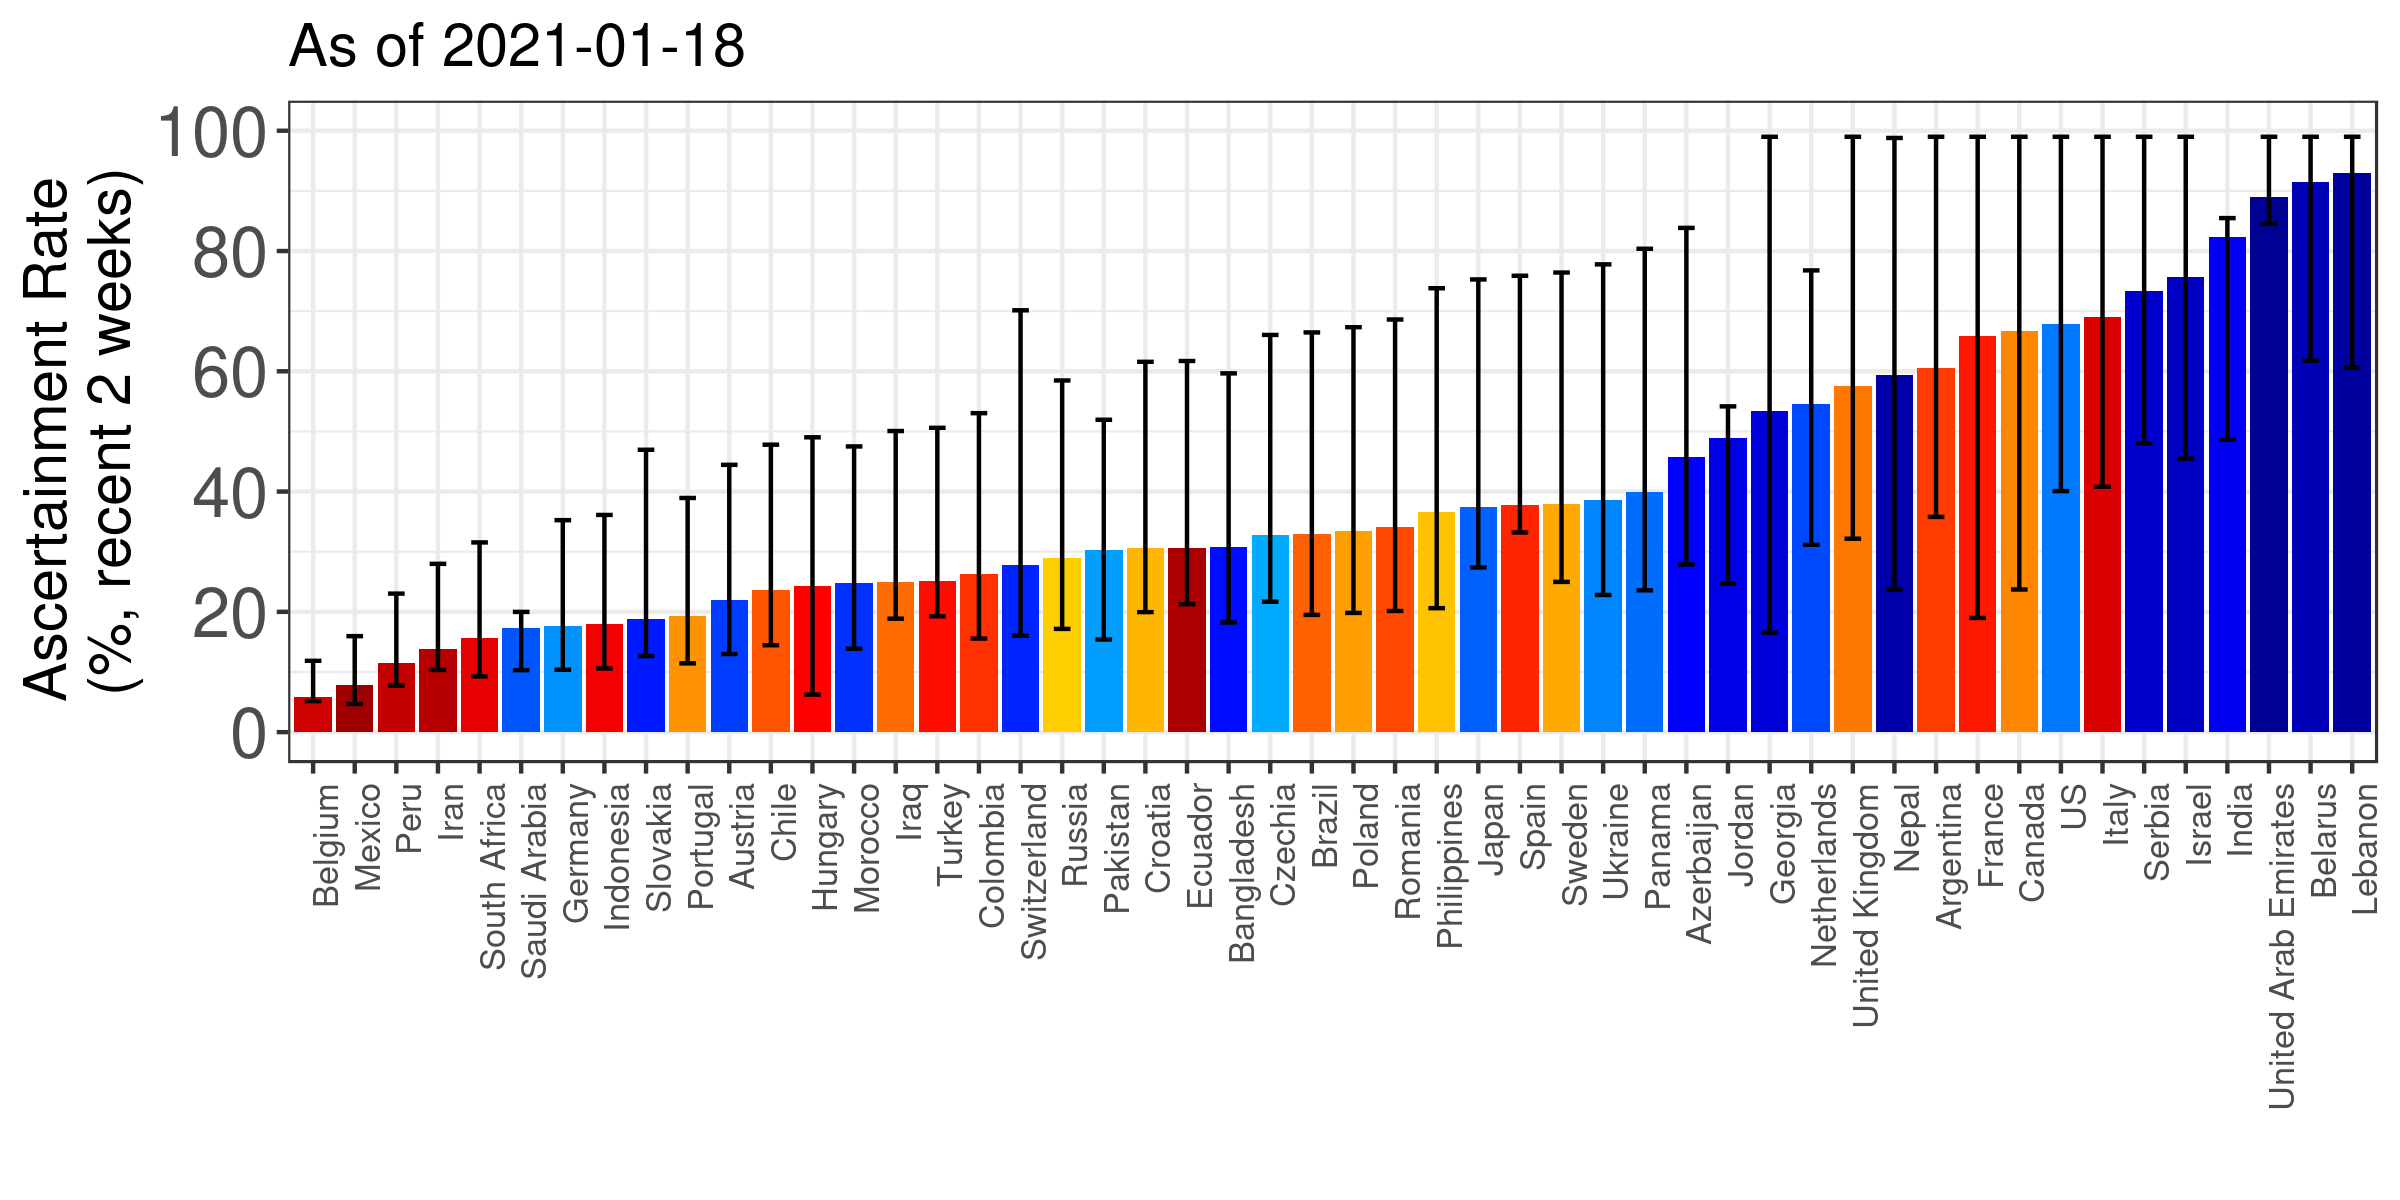 As of 2021-01-18
Ascertainment Rate
(%, recent 2 weeks)
100
80
60
40
20
0
Belgium
Mexico
Peru
Iran
South Africa
Saudi Arabia
Germany
Indonesia
Slovakia
Portugal
Austria
Chile
Hungary
Morocco
Iraq
Turkey
Colombia
Switzerland
Russia
Pakistan
Croatia
Ecuador
Bangladesh
Czechia
Brazil
Poland
Romania
Philippines
Japan
Spain
Sweden
Ukraine
Panama
Azerbaijan
Jordan
Georgia
Netherlands
United Kingdom
Nepal
Argentina
France
Canada
US
Italy
Serbia
Israel
India
United Arab Emirates
Belarus
Lebanon